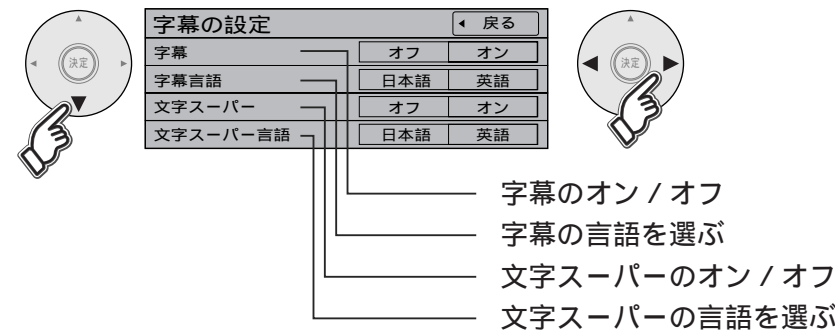 字幕の設定 戻る
字幕 オフ オン
字幕言語 日本語 英語
文字スーパー オフ オン
文字スーパー言語 日本語 英語
決定
決定
字幕のオン / オフ
字幕の言語を選ぶ
文字スーパーのオン / オフ
文字スーパーの言語を選ぶ